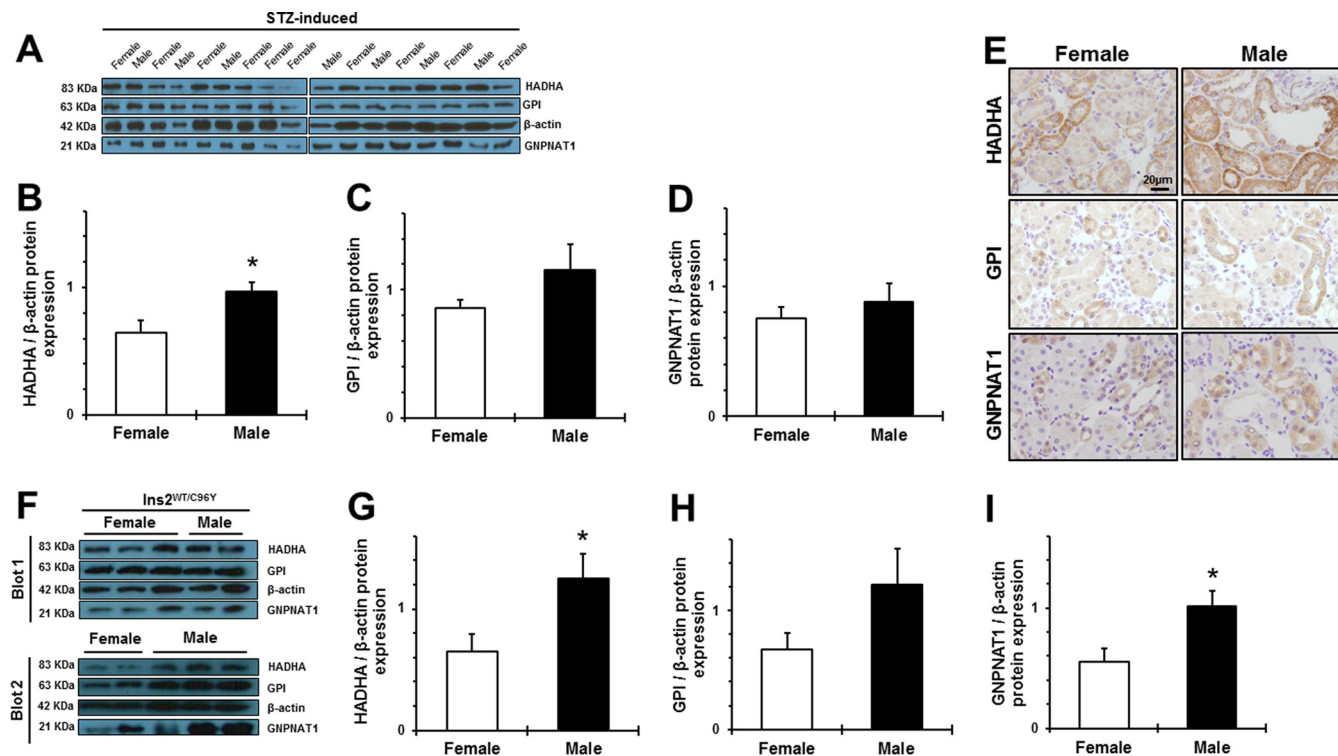 STZ-induced
A
Female Male Female Male Female Male Female Female Female Male Female Male Female Male Female Male Female
83 KDa HADHA
63 KDa GPI
42 KDa β-actin
21 KDa GNPNAT1
B
HADHA / β-actin protein
expression
1
0
*
Female Male
C
GPI / β-actin protein
expression
1
0
Female Male
D
GNPNAT1 / β-actin
protein expression
1
0
Female Male
E
Female Male
HADHA
20µm
GPI
GNPNAT1
F
Ins2WT/C96Y
Female Male
Blot 1
83 KDa HADHA
63 KDa GPI
42 KDa β-actin
21 KDa GNPNAT1
Female Male
Blot 2
83 KDa HADHA
63 KDa GPI
42 KDa β-actin
21 KDa GNPNAT1
G
HADHA / β-actin protein
expression
1
0
*
Female Male
H
GPI / β-actin protein
expression
1
0
Female Male
I
GNPNAT1 / β-actin
protein expression
1
0
*
Female Male